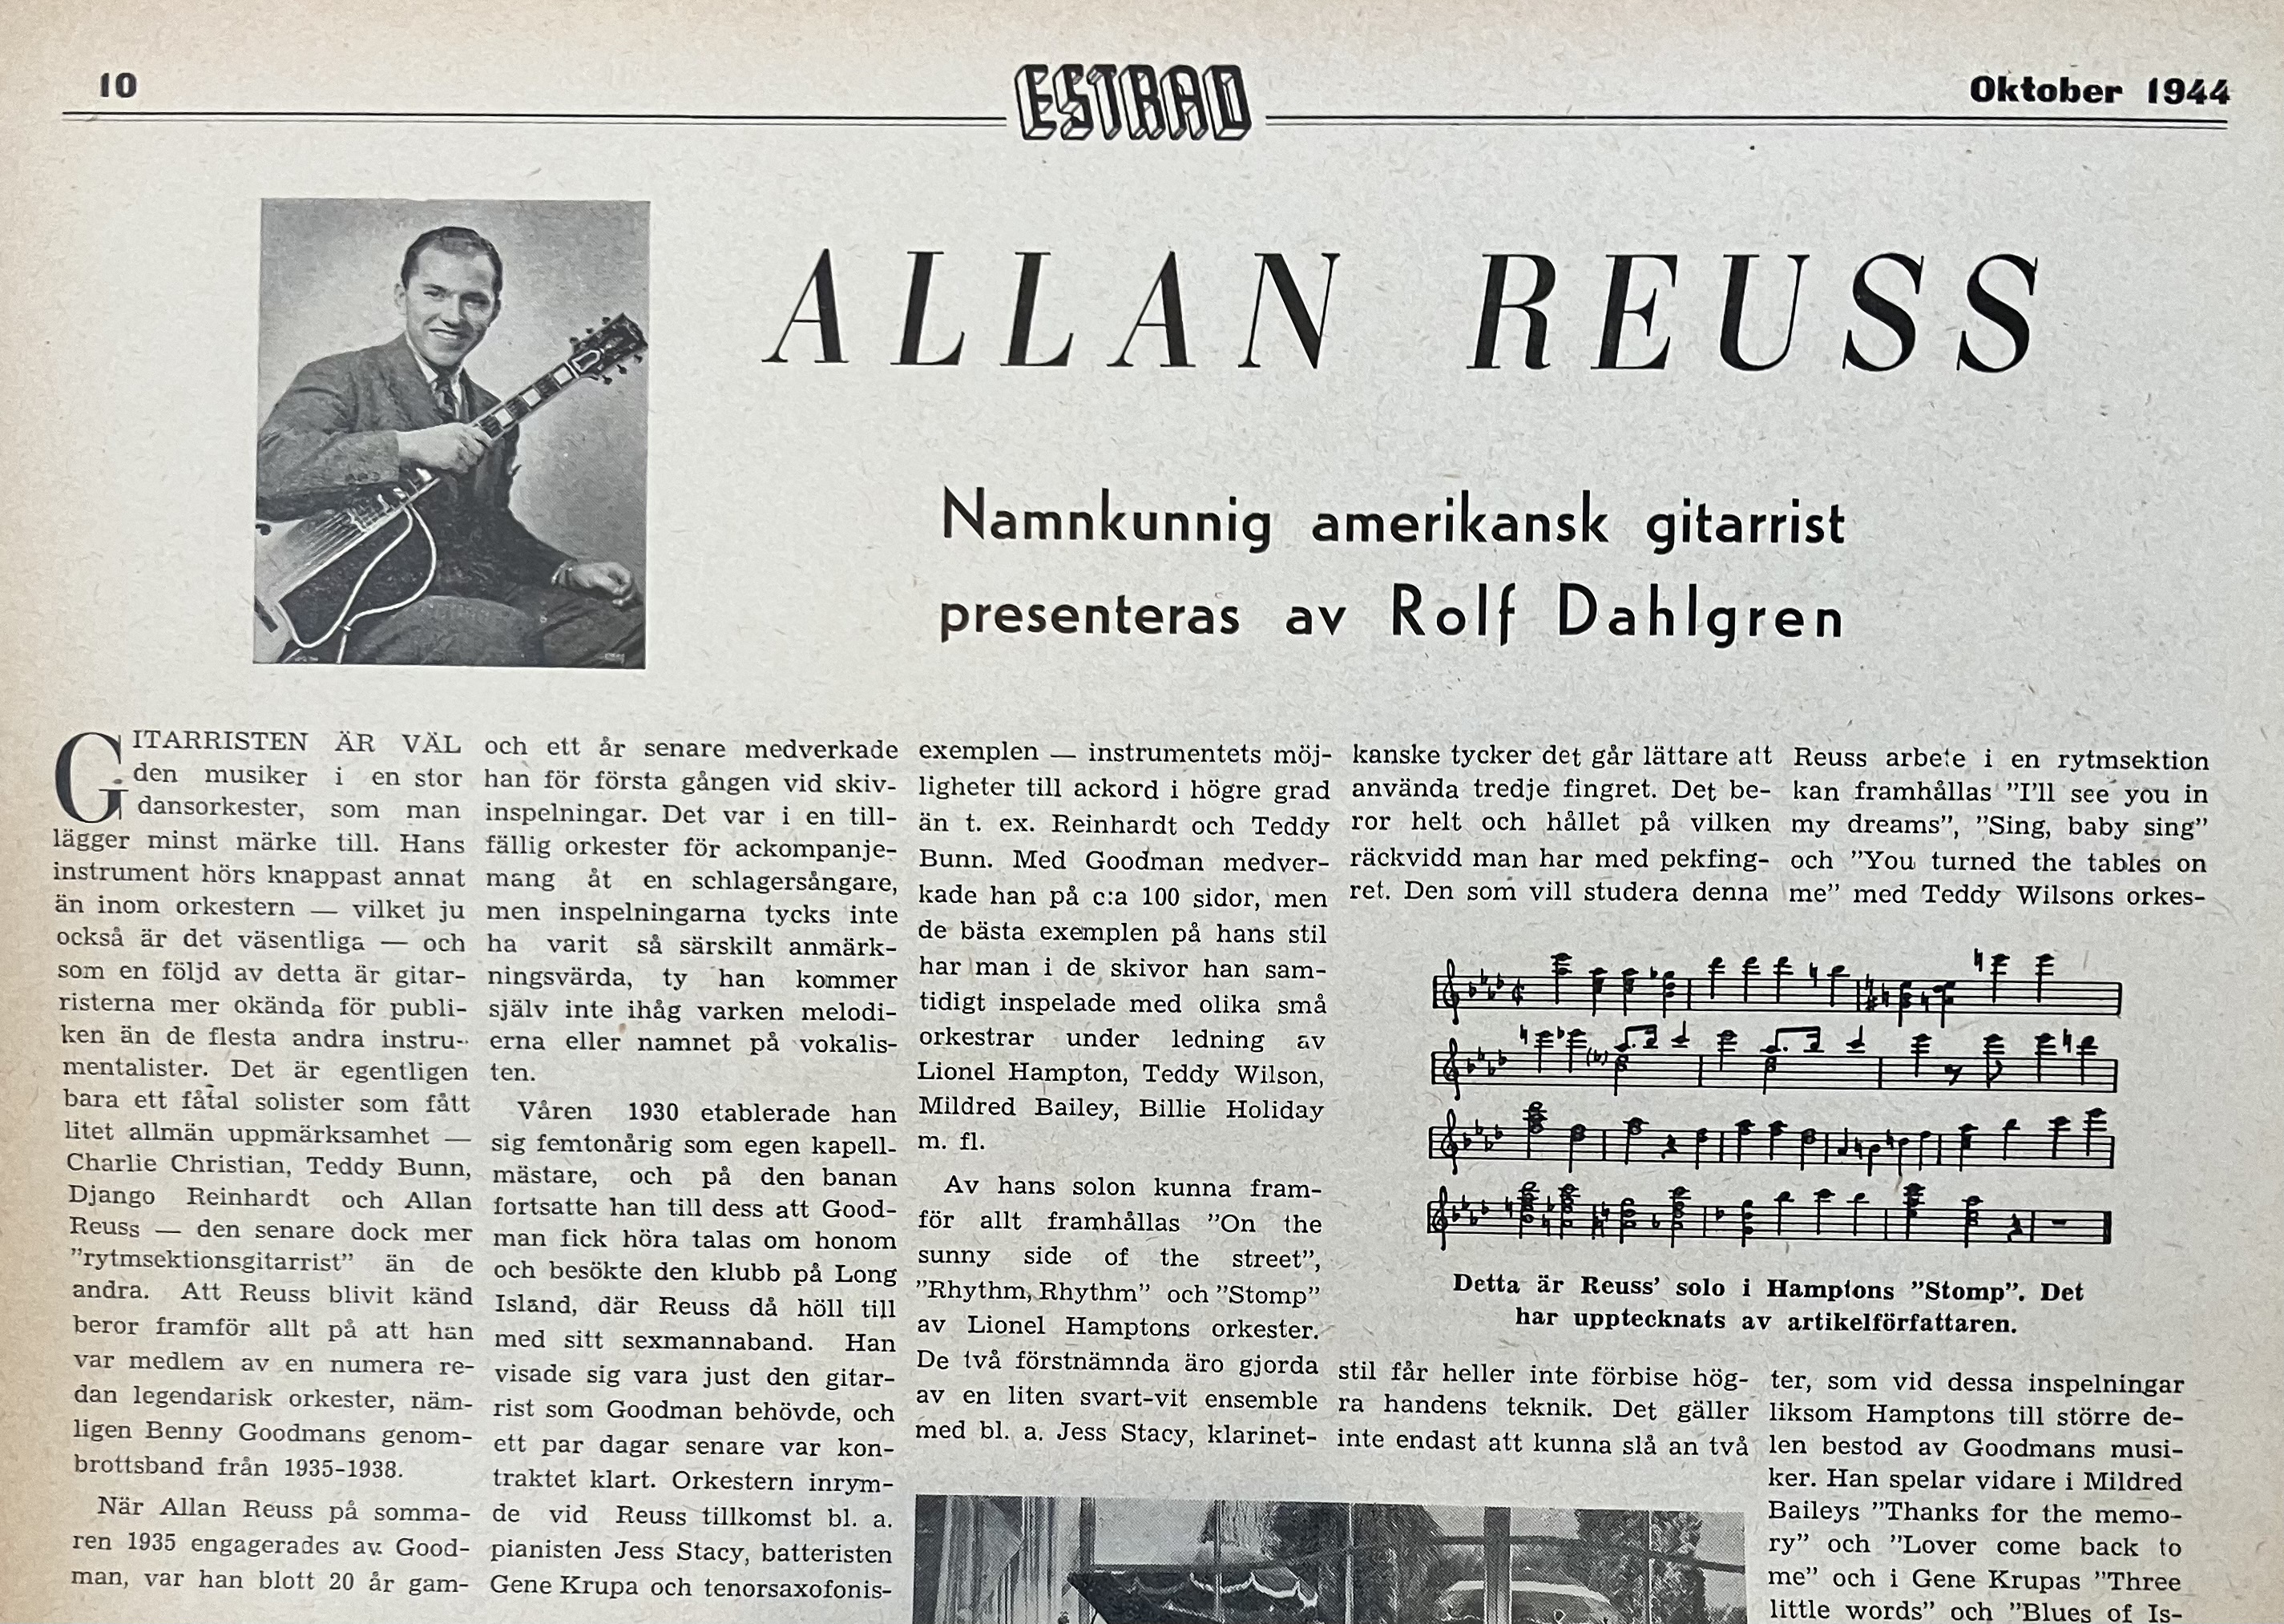 10
ESTRAD
Oktober 1944
ALLAN REUSS
Namnkunnig amerikansk gitarrist
presenteras av Rolf Dahlgren
GITARRISTEN ÄR VÄL
den musiker i en stor
dansorkester, som man
lägger minst märke till. Hans
instrument hörs knappast annat
än inom orkestern — vilket ju
också är det väsentliga — och
som en följd av detta är gitar-
risterna mer okända för publi-
ken än de flesta andra instru-
mentalister. Det är egentligen
bara ett fåtal solister som fått
litet allmän uppmärksamhet —
Charlie Christian, Teddy Bunn,
Django Reinhardt och Allan
Reuss — den senare dock mer
"rytmsektionsgitarrist" än de
andra. Att Reuss blivit känd
beror framför allt på att han
var medlem av en numera re-
dan legendarisk orkester, näm-
ligen Benny Goodmans genom-
brottsband från 1935-1938.
När Allan Reuss på somma-
ren 1935 engagerades av Good-
man, var han blott 20 år gam-
och ett år senare medverkade
han för första gången vid skiv-
inspelningar. Det var i en till-
fällig orkester för ackompanje-
mang åt en schlagersångare,
men inspelningarna tycks inte
ha varit så särskilt anmärk-
ningsvärda, ty han kommer
själv inte ihåg varken melodi-
erna eller namnet på vokalis-
ten.
Våren 1930 etablerade han
sig femtonårig som egen kapell-
mästare, och på den banan
fortsatte han till dess att Good-
man fick höra talas om honom
och besökte den klubb på Long
Island, där Reuss då höll till
med sitt sexmannaband. Han
visade sig vara just den gitar-
rist som Goodman behövde, och
ett par dagar senare var kon-
traktet klart. Orkestern inrym-
de vid Reuss tillkomst bl. a.
pianisten Jess Stacy, batteristen
Gene Krupa och tenorsaxofonis-
exemplen — instrumentets möj-
ligheter till ackord i högre grad
än t. ex. Reinhardt och Teddy
Bunn. Med Goodman medver-
kade han på c:a 100 sidor, men
de bästa exemplen på hans stil
har man i de skivor han sam-
tidigt inspelade med olika små
orkestrar under ledning av
Lionel Hampton, Teddy Wilson,
Mildred Bailey, Billie Holiday
m. fl.
Av hans solon kunna fram-
för allt framhållas "On the
sunny side of the street",
"Rhythm, Rhythm" och "Stomp"
av Lionel Hamptons orkester.
De två förstnämnda äro gjorda
av en liten svart-vit ensemble
med bl. a. Jess Stacy, klarinet-
kanske tycker det går lättare att
använda tredje fingret. Det be-
ror helt och hållet på vilken
räckvidd man har med pekfing-
ret. Den som vill studera denna
Detta är Reuss' solo i Hamptons "Stomp". Det
har upptecknats av artikelförfattaren.
stil får heller inte förbise hög-
ra handens teknik. Det gäller
inte endast att kunna slå an två
Reuss arbete i en rytmsektion
kan framhållas "I'll see you in
my dreams", "Sing, baby sing"
och "You turned the tables on
me" med Teddy Wilsons orkes-
ter, som vid dessa inspelningar
liksom Hamptons till större de-
len bestod av Goodmans musi-
ker. Han spelar vidare i Mildred
Baileys "Thanks for the memo-
ry" och "Lover come back to
me" och i Gene Krupas "Three
little words" och "Blues of Is-